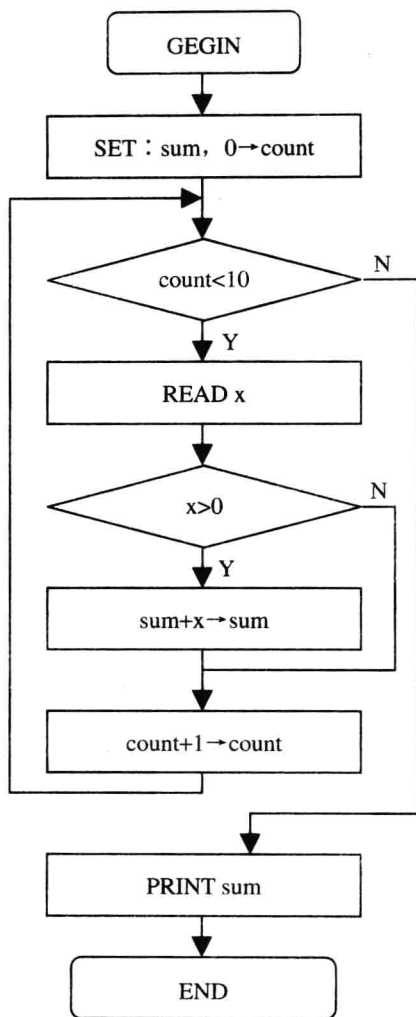 GEGIN
SET：sum，0→count
count<10
N
Y
READ x
x>0
N
Y
sum+x→sum
count+1→count
PRINT sum
END